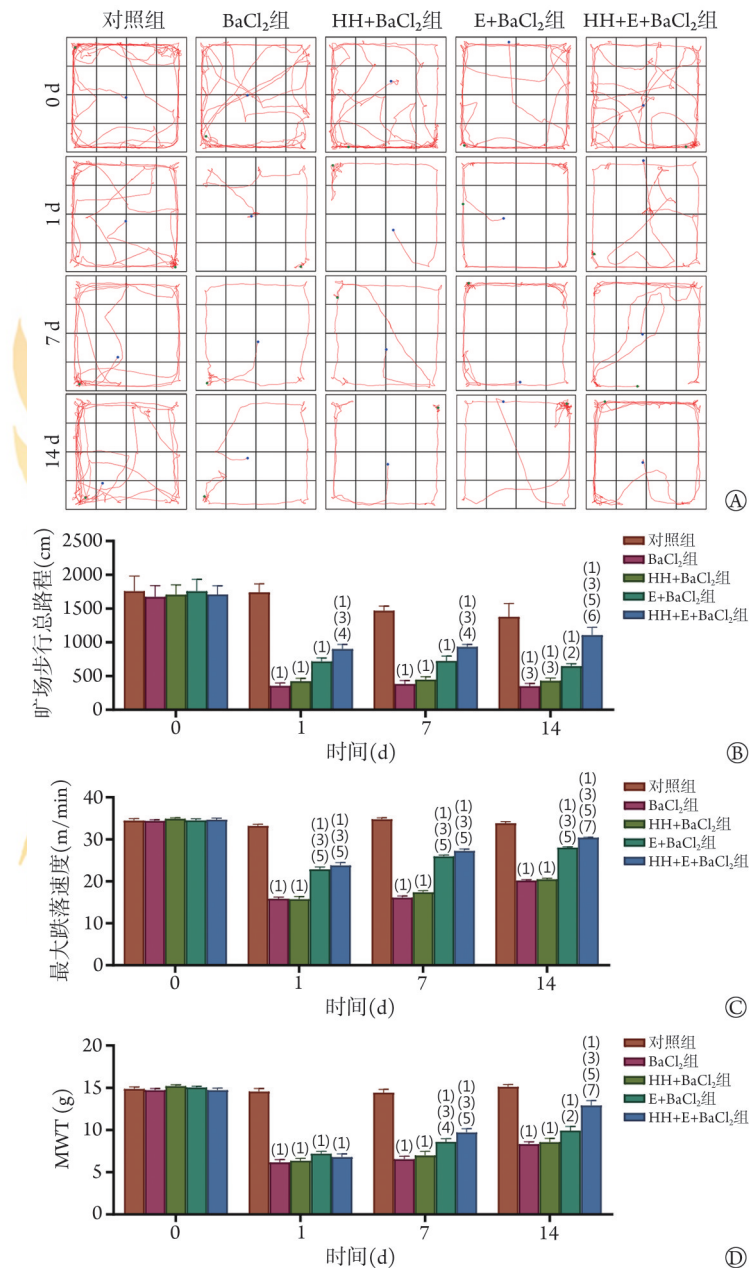 对照组 BaCl₂组 HH+BaCl₂组 E+BaCl₂组 HH+E+BaCl₂组
0 d
1 d
7 d
14 d
Ⓐ
旷场步行总路程(cm)
2500
2000
1500
1000
500
0
(1) (1) (1) (1)(3)(4)
(1) (1) (1) (1)(3)(4)
(1)(3) (1)(3) (1)(2) (1)(3)(5)(6)
对照组
BaCl₂组
HH+BaCl₂组
E+BaCl₂组
HH+E+BaCl₂组
0 1 7 14
时间(d)
Ⓑ
最大跌落速度(m/min)
40
30
20
10
0
(1) (1) (1)(3)(5) (1)(3)(5)
(1) (1) (1)(3)(5) (1)(3)(5)
(1) (1) (1)(3)(5) (1)(3)(5)(7)
对照组
BaCl₂组
HH+BaCl₂组
E+BaCl₂组
HH+E+BaCl₂组
0 1 7 14
时间(d)
Ⓒ
MWT (g)
20
15
10
5
0
(1) (1) (1) (1)
(1) (1) (1)(3)(4) (1)(3)(5)
(1) (1) (1)(2) (1)(3)(5)(7)
对照组
BaCl₂组
HH+BaCl₂组
E+BaCl₂组
HH+E+BaCl₂组
0 1 7 14
时间(d)
Ⓓ